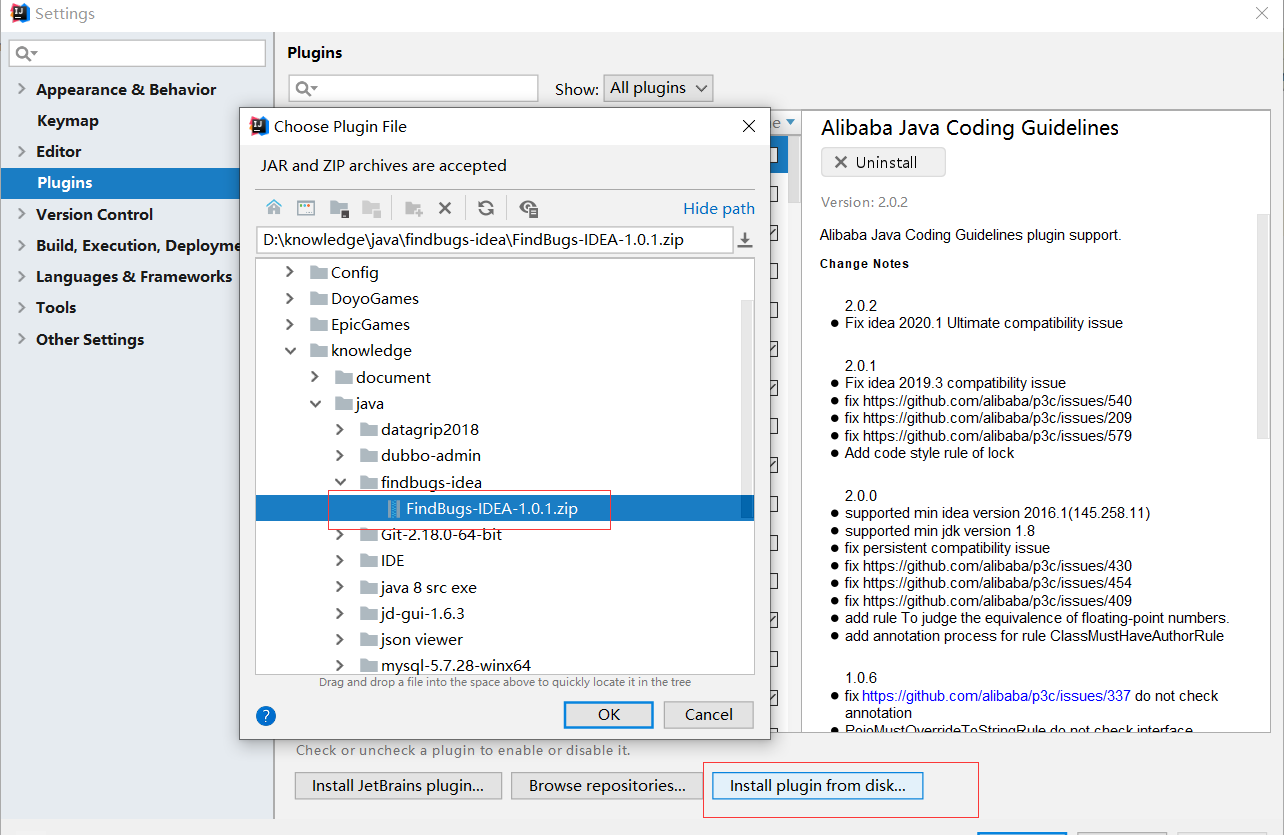 Settings
Appearance & Behavior
Keymap
Editor
Plugins
Version Control
Build, Execution, Deployme
Languages & Frameworks
Tools
Other Settings
Plugins
Show: All plugins
Choose Plugin File
JAR and ZIP archives are accepted
Hide path
D:\knowledge\java\findbugs-idea\FindBugs-IDEA-1.0.1.zip
Config
DoyoGames
EpicGames
knowledge
document
java
datagrip2018
dubbo-admin
findbugs-idea
FindBugs-IDEA-1.0.1.zip
Git-2.18.0-64-bit
IDE
java 8 src exe
jd-gui-1.6.3
json viewer
mysql-5.7.28-winx64
Drag and drop a file into the space above to quickly locate it in the tree
?
OK
Cancel
e
Alibaba Java Coding Guidelines
Uninstall
Version: 2.0.2
Alibaba Java Coding Guidelines plugin support.
Change Notes
2.0.2
● Fix idea 2020.1 Ultimate compatibility issue
2.0.1
● Fix idea 2019.3 compatibility issue
● fix https://github.com/alibaba/p3c/issues/540
● fix https://github.com/alibaba/p3c/issues/209
● fix https://github.com/alibaba/p3c/issues/579
● Add code style rule of lock
2.0.0
● supported min idea version 2016.1(145.258.11)
● supported min jdk version 1.8
● fix persistent compatibility issue
● fix https://github.com/alibaba/p3c/issues/430
● fix https://github.com/alibaba/p3c/issues/454
● fix https://github.com/alibaba/p3c/issues/409
● add rule To judge the equivalence of floating-point numbers.
● add annotation process for rule ClassMustHaveAuthorRule
1.0.6
● fix https://github.com/alibaba/p3c/issues/337 do not check
annotation
● PojoMustOverrideToStringRule do not check interface
Check or uncheck a plugin to enable or disable it.
Install JetBrains plugin...
Browse repositories...
Install plugin from disk...